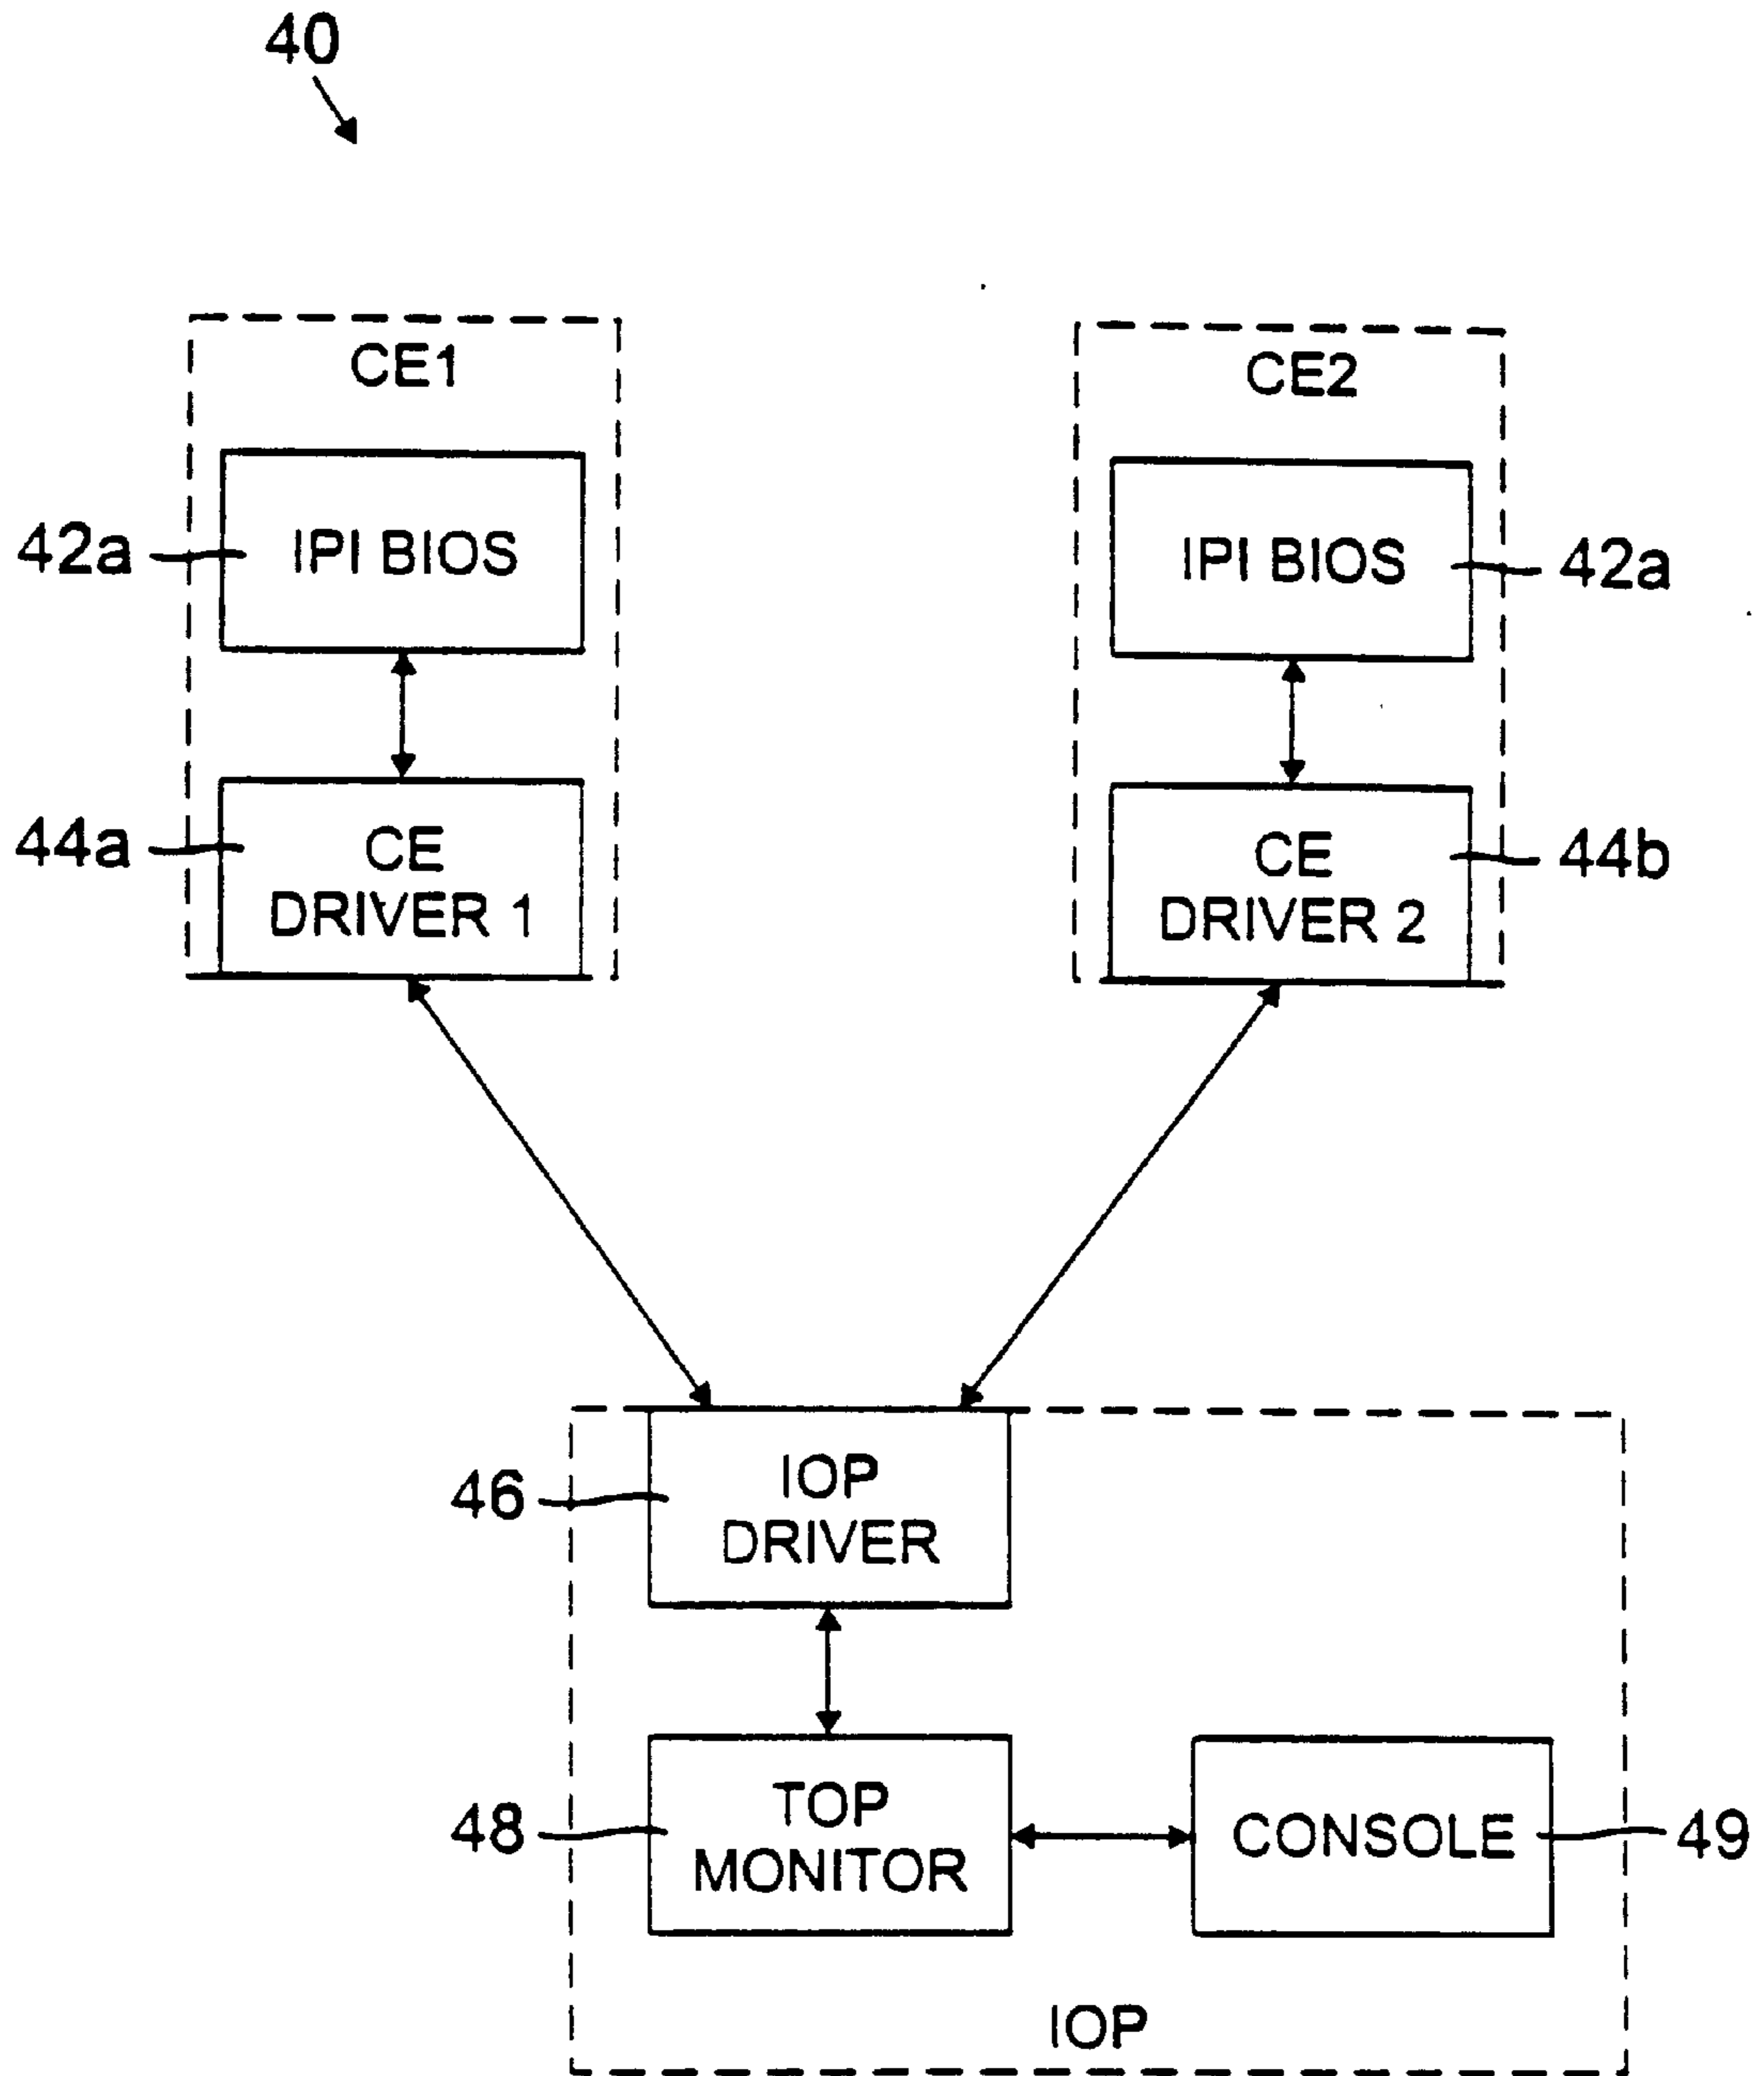 40
CE1
CE2
42a
IPI BIOS
IPI BIOS
42a
44a
CE
DRIVER 1
CE
DRIVER 2
44b
46
IOP
DRIVER
48
TOP
MONITOR
CONSOLE
49
IOP